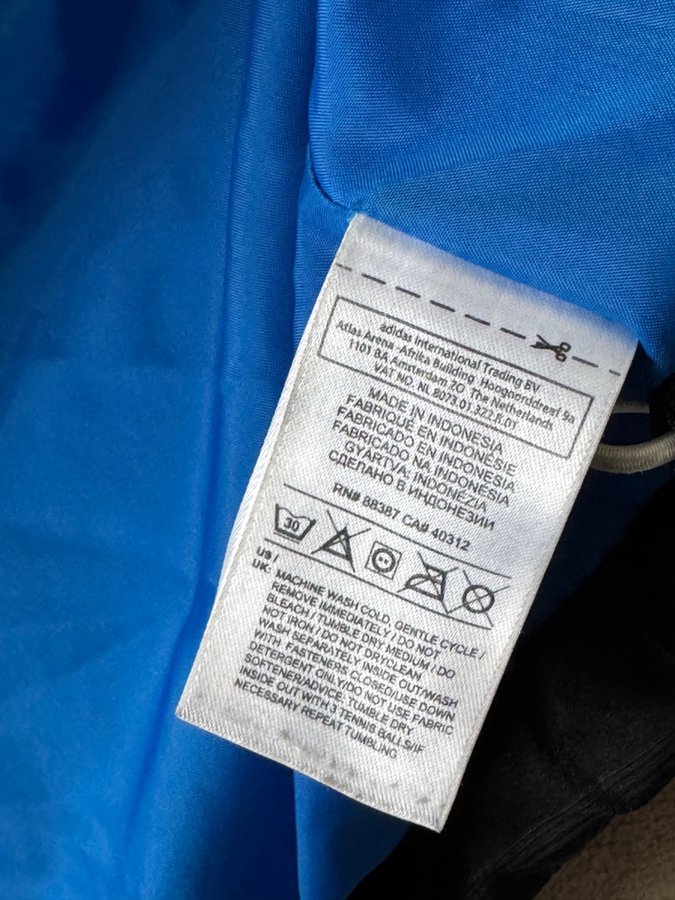 adidas International Trading BV
Atlas Arena -Afrika Building Hoogoorddreef 9a
1101 BA Amsterdam ZO The Netherlands
VAT NO. NL 8073.01.327.B.01
MADE IN INDONESIA
FABRIQUÉ EN INDONÉSIE
FABRICADO EN INDONESIA
FABRICADO NA INDONESIA
GYÁRTVA: INDONÉZIA
СДЕЛАНО В ИНДОНЕЗИИ
RN# 88387 CA# 40312
30
US /
UK: MACHINE WASH COLD, GENTLE CYCLE /
REMOVE IMMEDIATELY / DO NOT
BLEACH / TUMBLE DRY MEDIUM / DO
NOT IRON / DO NOT DRYCLEAN
WASH SEPARATELY INSIDE OUT/WASH
WITH FASTENERS CLOSED/USE DOWN
DETERGENT ONLY/DO NOT USE FABRIC
SOFTENER/ADVICE: TUMBLE DRY
INSIDE OUT WITH 3 TENNIS BALLS/IF
NECESSARY REPEAT TUMBLING